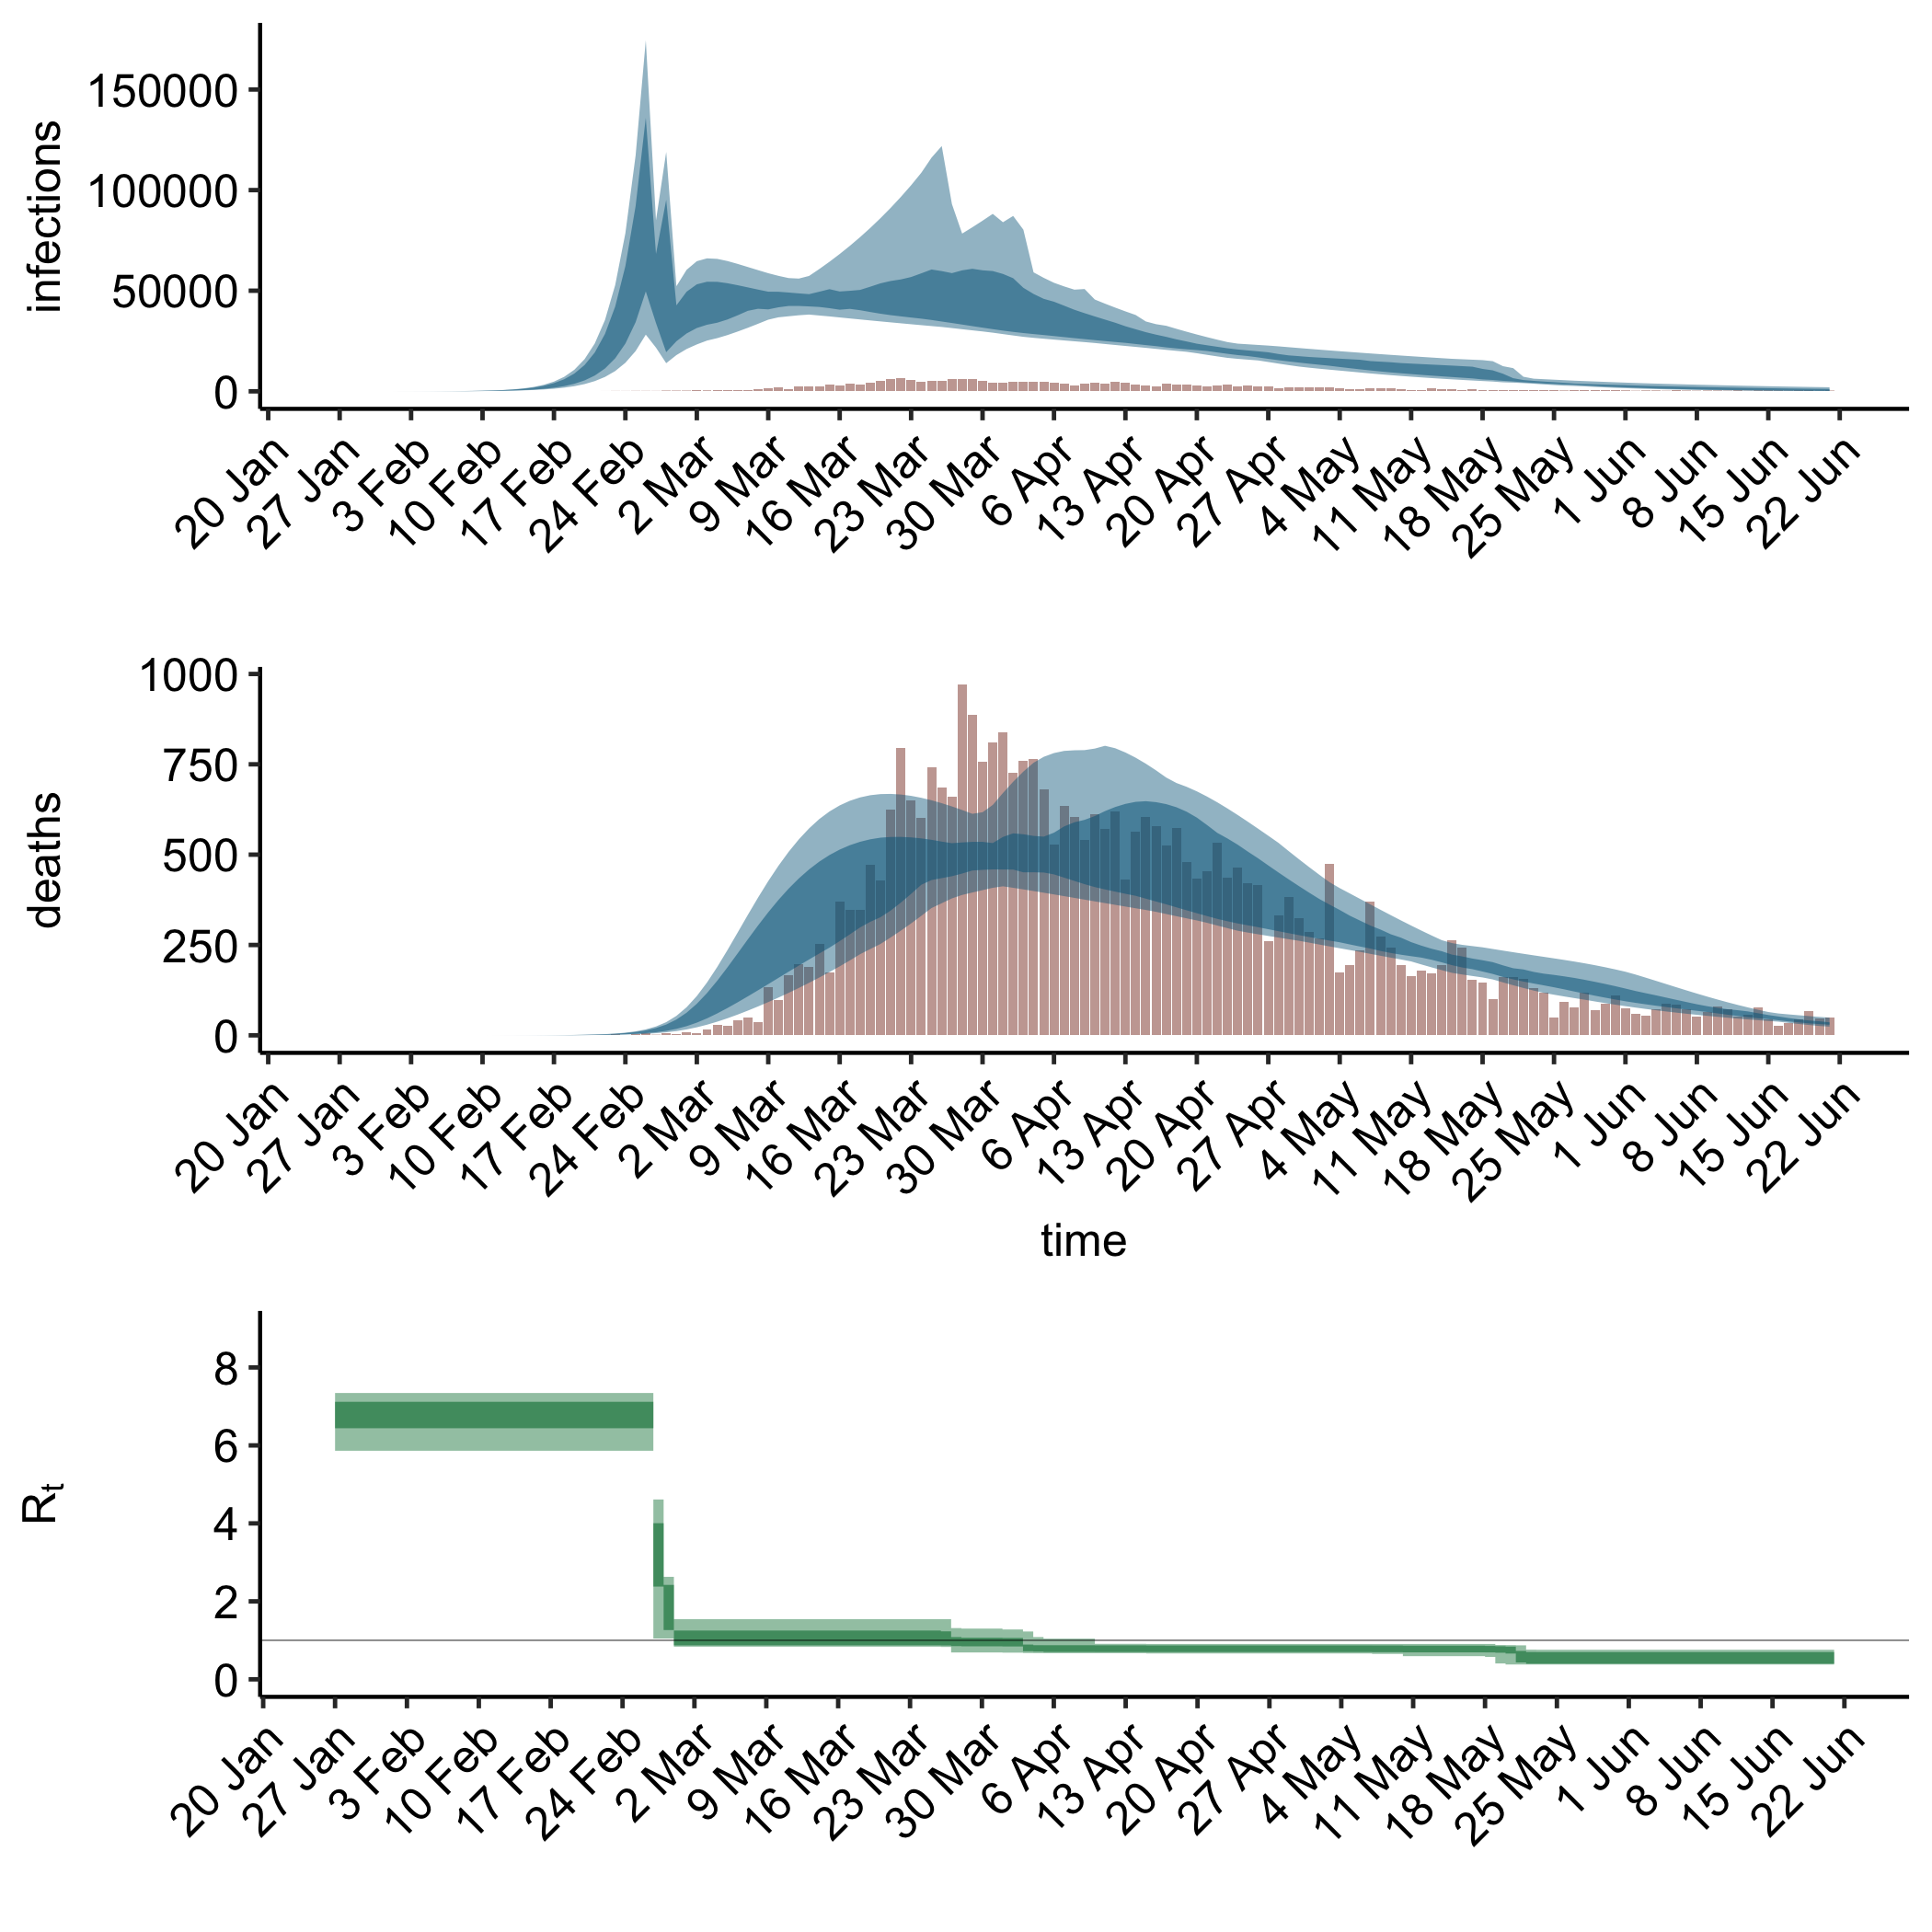 infections
150000
100000
50000
0
20 Jan
27 Jan
3 Feb
10 Feb
17 Feb
24 Feb
2 Mar
9 Mar
16 Mar
23 Mar
30 Mar
6 Apr
13 Apr
20 Apr
27 Apr
4 May
11 May
18 May
25 May
1 Jun
8 Jun
15 Jun
22 Jun
deaths
1000
750
500
250
0
20 Jan
27 Jan
3 Feb
10 Feb
17 Feb
24 Feb
2 Mar
9 Mar
16 Mar
23 Mar
30 Mar
6 Apr
13 Apr
20 Apr
27 Apr
4 May
11 May
18 May
25 May
1 Jun
8 Jun
15 Jun
22 Jun
time
Rt
8
6
4
2
0
20 Jan
27 Jan
3 Feb
10 Feb
17 Feb
24 Feb
2 Mar
9 Mar
16 Mar
23 Mar
30 Mar
6 Apr
13 Apr
20 Apr
27 Apr
4 May
11 May
18 May
25 May
1 Jun
8 Jun
15 Jun
22 Jun